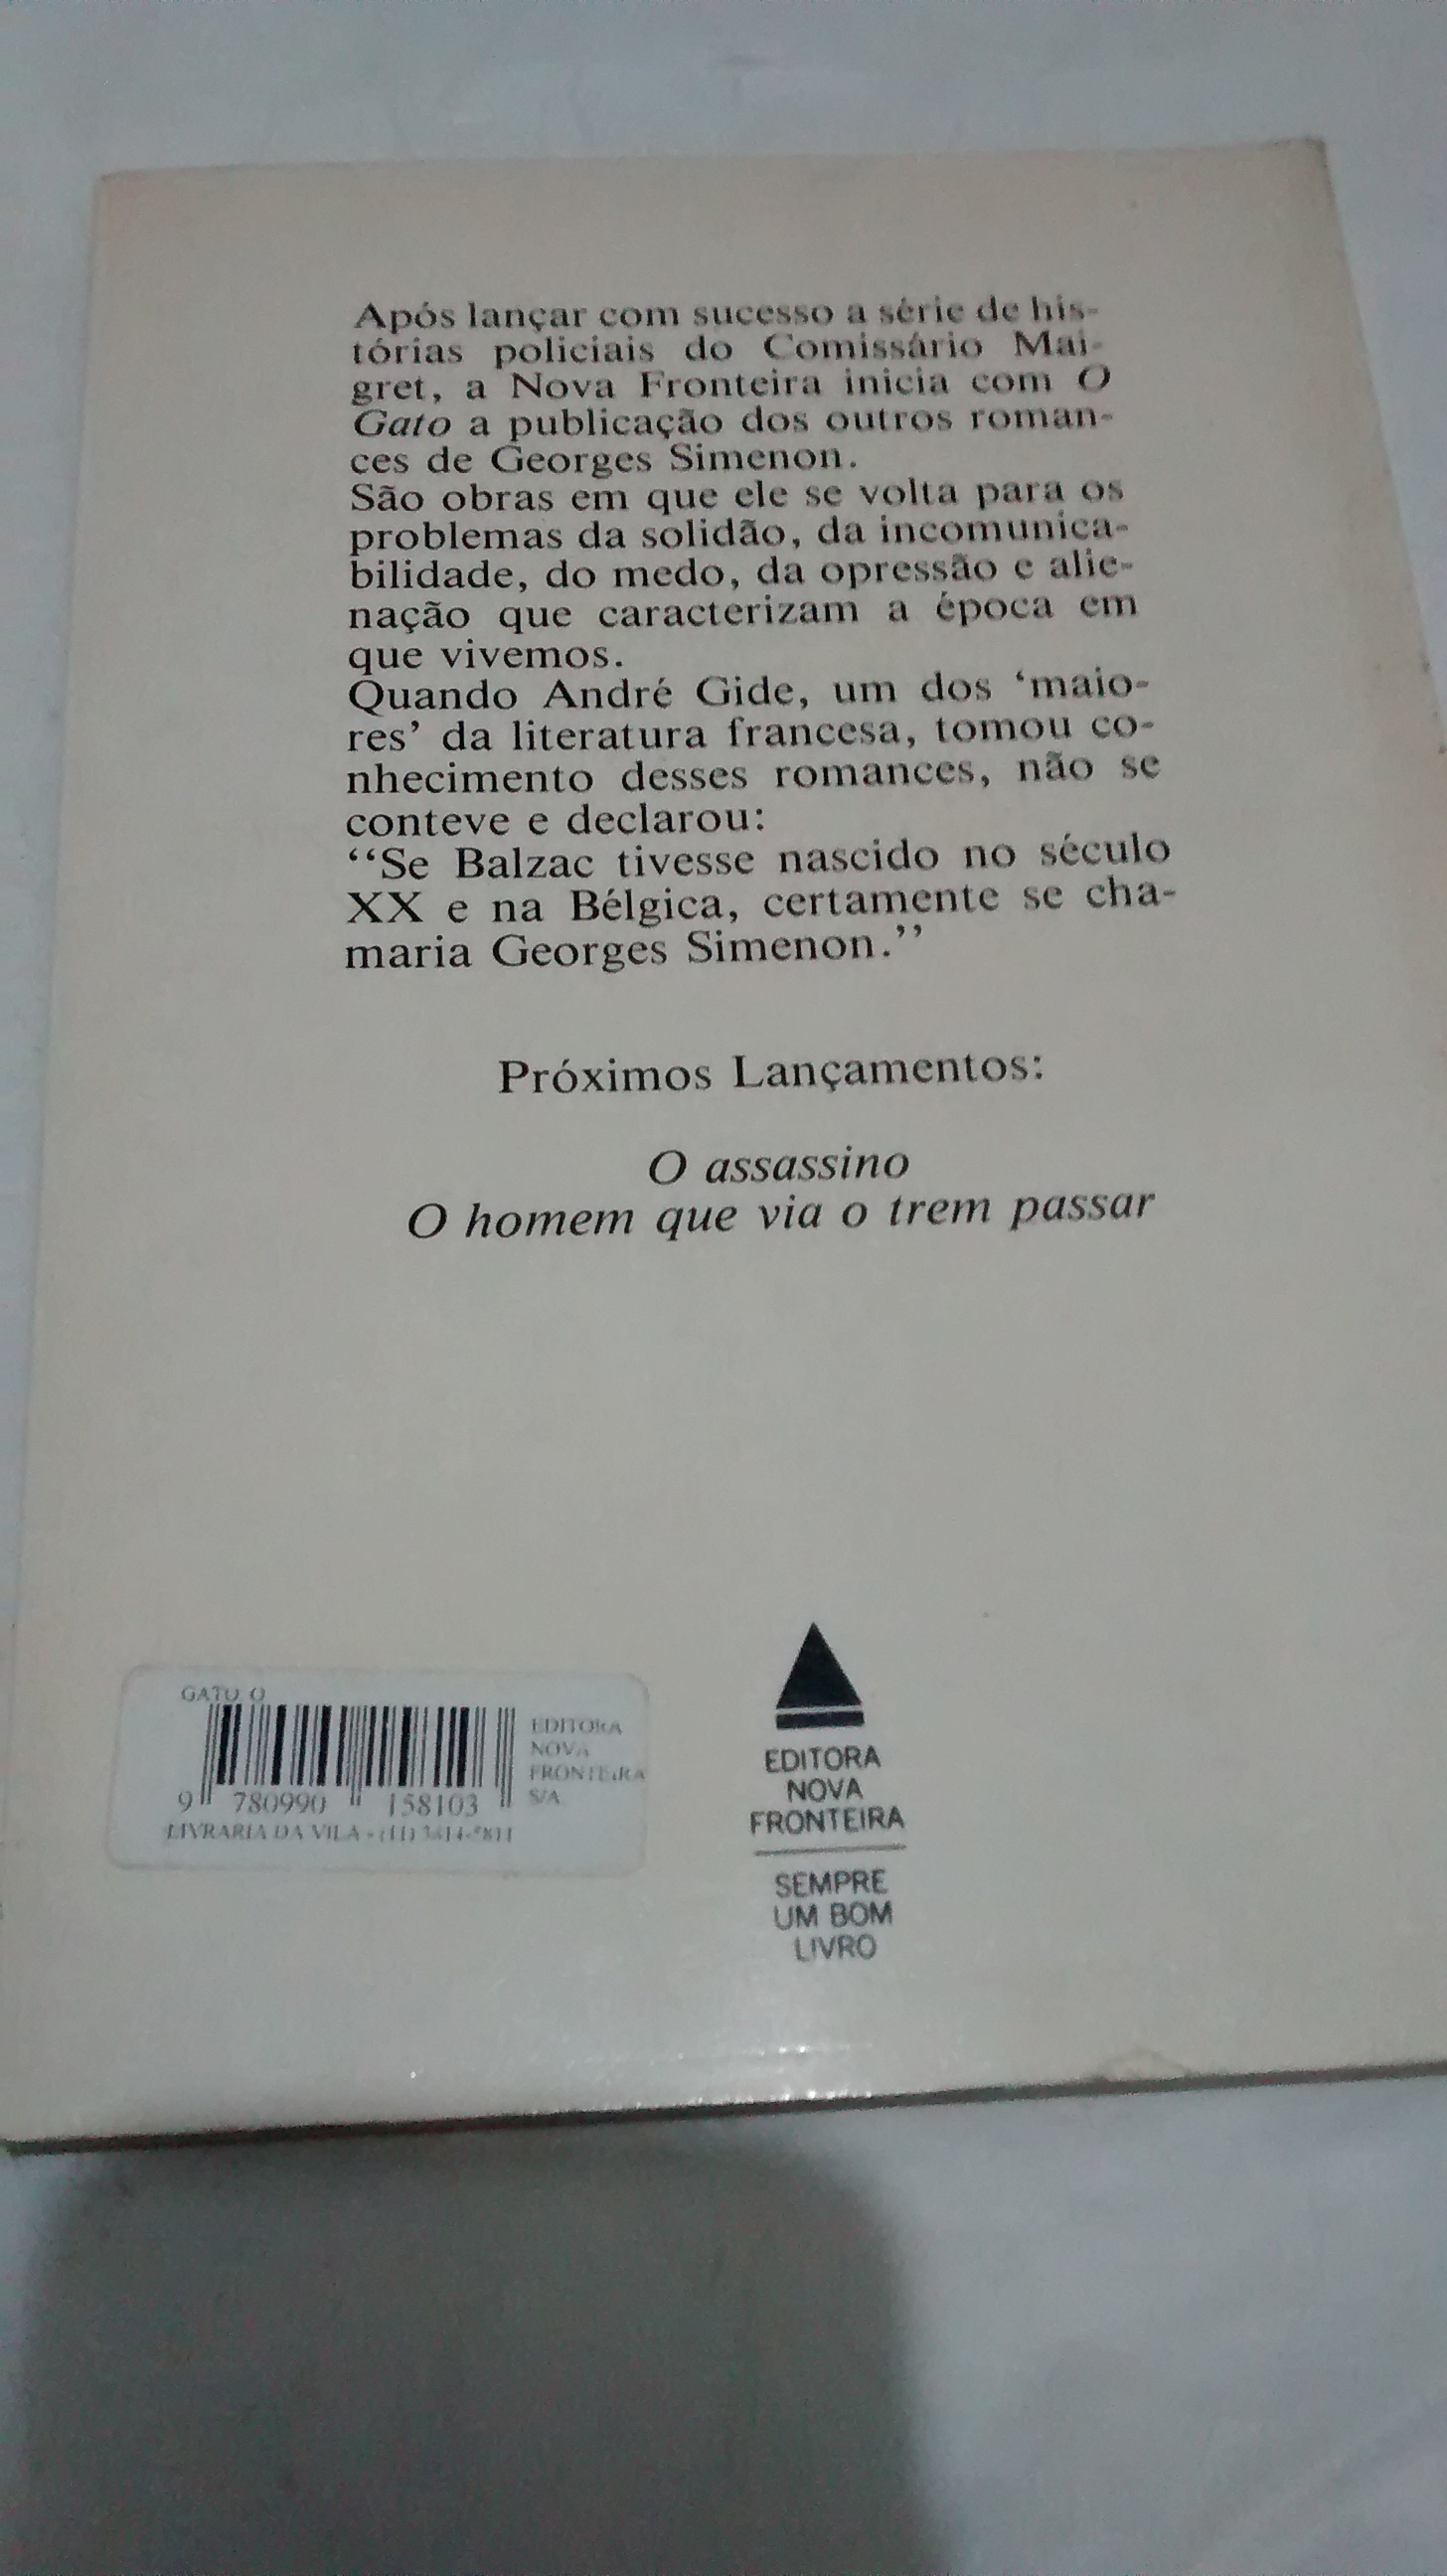 Após lançar com sucesso a série de his-
tórias policiais do Comissário Mai-
gret, a Nova Fronteira inicia com O
Gato a publicação dos outros roman-
ces de Georges Simenon.
São obras em que ele se volta para os
problemas da solidão, da incomunica-
bilidade, do medo, da opressão e alie-
nação que caracterizam a época em
que vivemos.
Quando André Gide, um dos ‘maio-
res’ da literatura francesa, tomou co-
nhecimento desses romances, não se
conteve e declarou:
“Se Balzac tivesse nascido no século
XX e na Bélgica, certamente se cha-
maria Georges Simenon.”
Próximos Lançamentos:
O assassino
O homem que via o trem passar
GATO, O
EDITORA
NOVA
FRONTEIRA
S/A
9 780990 158103
LIVRARIA DA VILA - (11)
EDITORA
NOVA
FRONTEIRA
SEMPRE
UM BOM
LIVRO